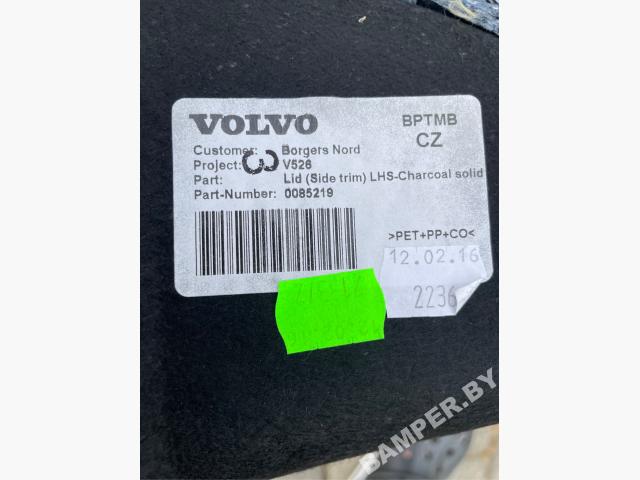 VOLVO
BPTMB
CZ
Customer: Borgers Nord
Project: V526
3
Part: Lid (Side trim) LHS-Charcoal solid
Part-Number: 0085219
>PET+PP+CO<
12.02.16
2236
BAMPER.BY